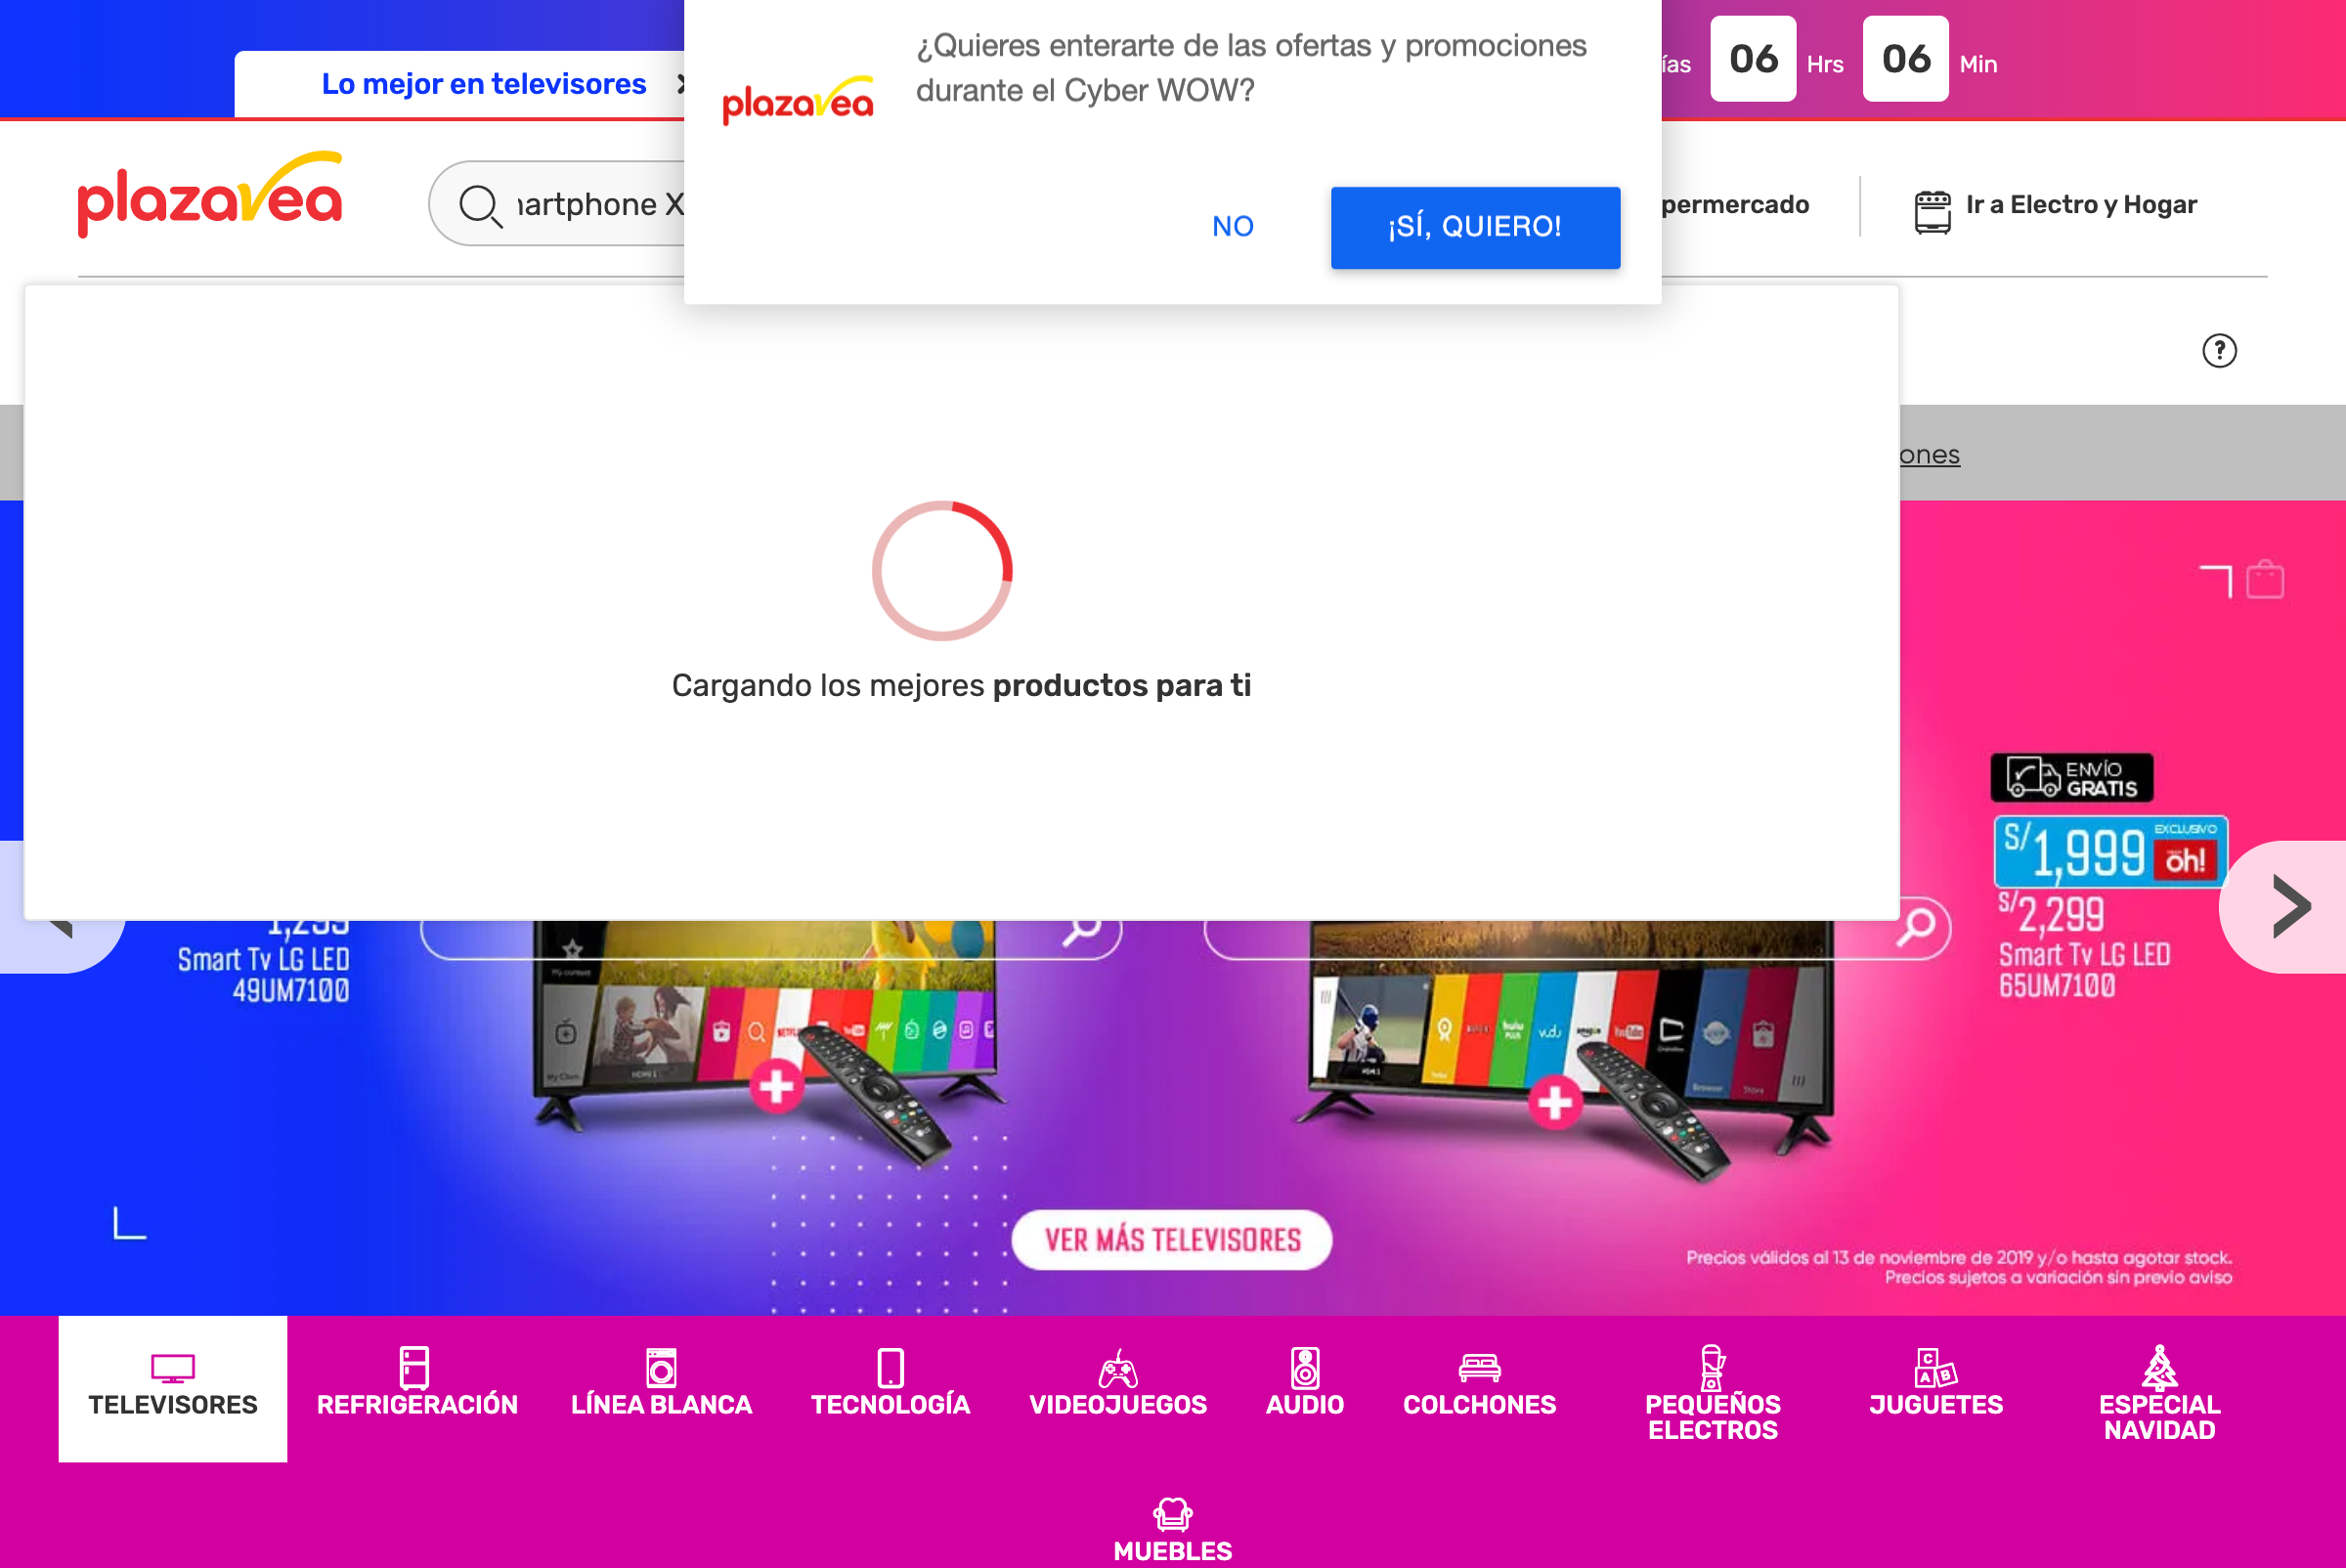 Lo mejor en televisores
¿Quieres enterarte de las ofertas y promociones
durante el Cyber WOW?
plazavea
NO
¡SÍ, QUIERO!
ías
06
Hrs
06
Min
plazavea
artphone X
permercado
Ir a Electro y Hogar
?
ones
Cargando los mejores productos para ti
ENVÍO
GRATIS
S/1,999
EXCLUSIVO
oh!
S/2,299
Smart Tv LG LED
65UM7100
1,299
Smart Tv LG LED
49UM7100
VER MÁS TELEVISORES
Precios válidos al 13 de noviembre de 2019 y/o hasta agotar stock.
Precios sujetos a variación sin previo aviso
TELEVISORES
REFRIGERACIÓN
LÍNEA BLANCA
TECNOLOGÍA
VIDEOJUEGOS
AUDIO
COLCHONES
PEQUEÑOS
ELECTROS
JUGUETES
ESPECIAL
NAVIDAD
MUEBLES